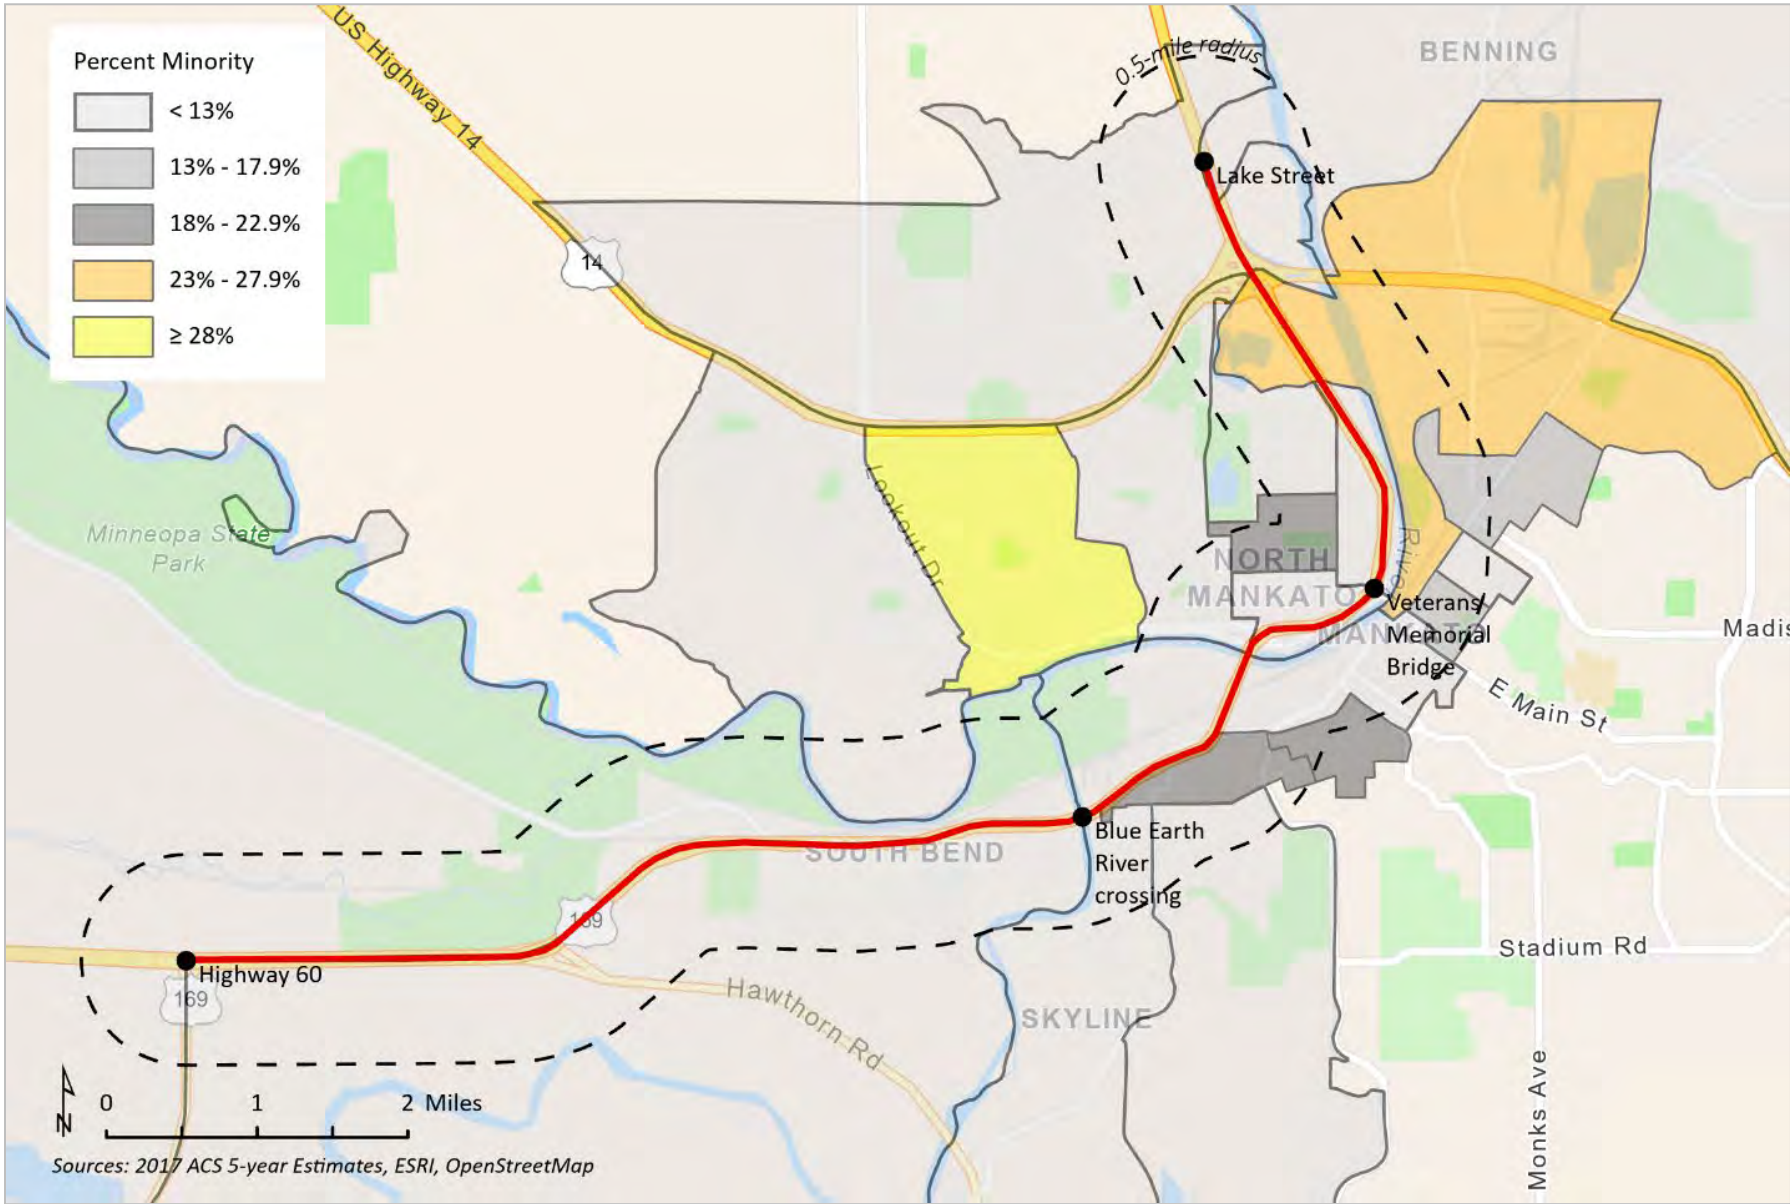 Percent Minority
< 13%
13% - 17.9%
18% - 22.9%
23% - 27.9%
≥ 28%
US Highway 14
14
0.5-mile radius
BENNING
Lake Street
Lookout Dr
Minneopa State
Park
NORTH
MANKATO
River
MANKATO
Veterans
Memorial
Bridge
Madis
E Main St
Blue Earth
River
crossing
SOUTH BEND
169
Highway 60
169
Hawthorn Rd
SKYLINE
Stadium Rd
Monks Ave
N
0 1 2 Miles
Sources: 2017 ACS 5-year Estimates, ESRI, OpenStreetMap